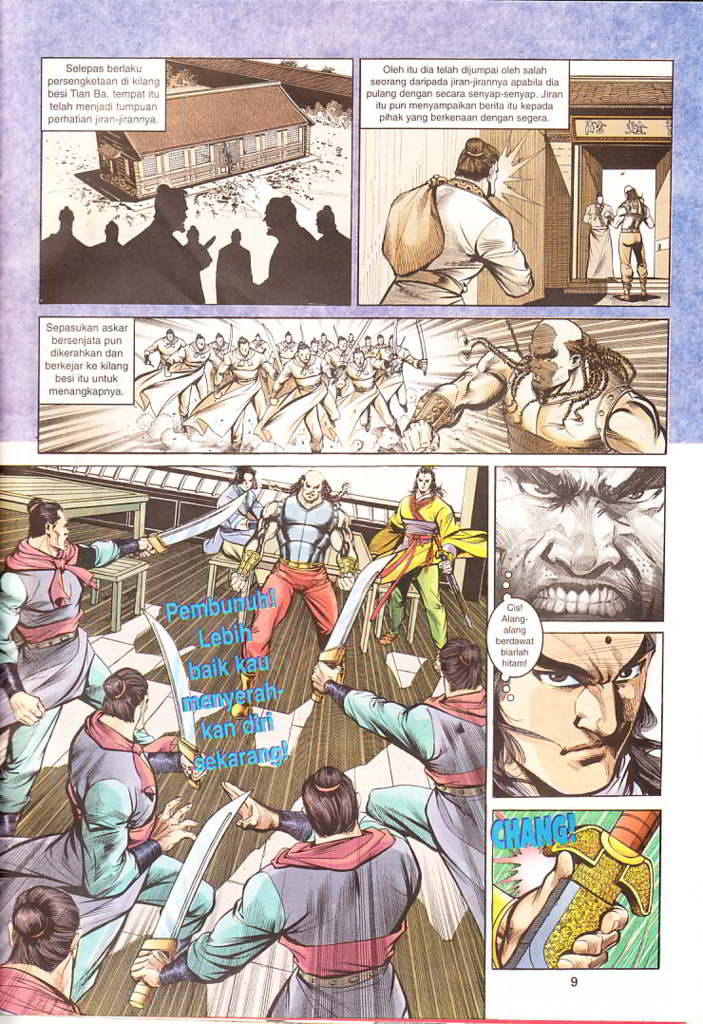 Selepas berlaku
persengketaan di kilang
besi Tian Ba, tempat itu
telah menjadi tumpuan
perhatian jiran-jirannya.
Oleh itu dia telah dijumpai oleh salah
seorang daripada jiran-jirannya apabila dia
pulang dengan secara senyap-senyap. Jiran
itu pun menyampaikan berita itu kepada
pihak yang berkenaan dengan segera.
Sepasukan askar
bersenjata pun
dikerahkan dan
berkejar ke kilang
besi itu untuk
menangkapnya.
Pembunuh!
Lebih
baik kau
menyerah-
kan diri
sekarang!
Cis!
Alang-
alang
berdawat
biarlah
hitam!
CHANG!
9